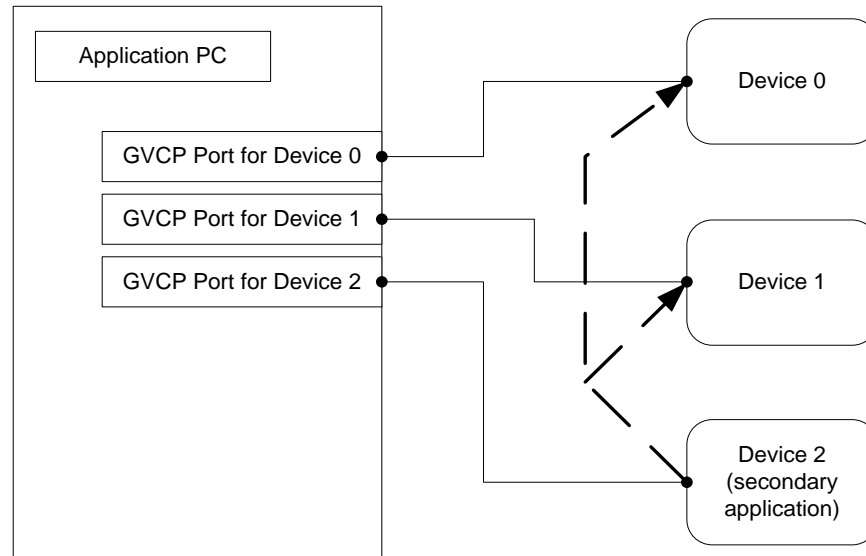 Application PC
GVCP Port for Device 0
GVCP Port for Device 1
GVCP Port for Device 2
Device 0
Device 1
Device 2
(secondary
application)